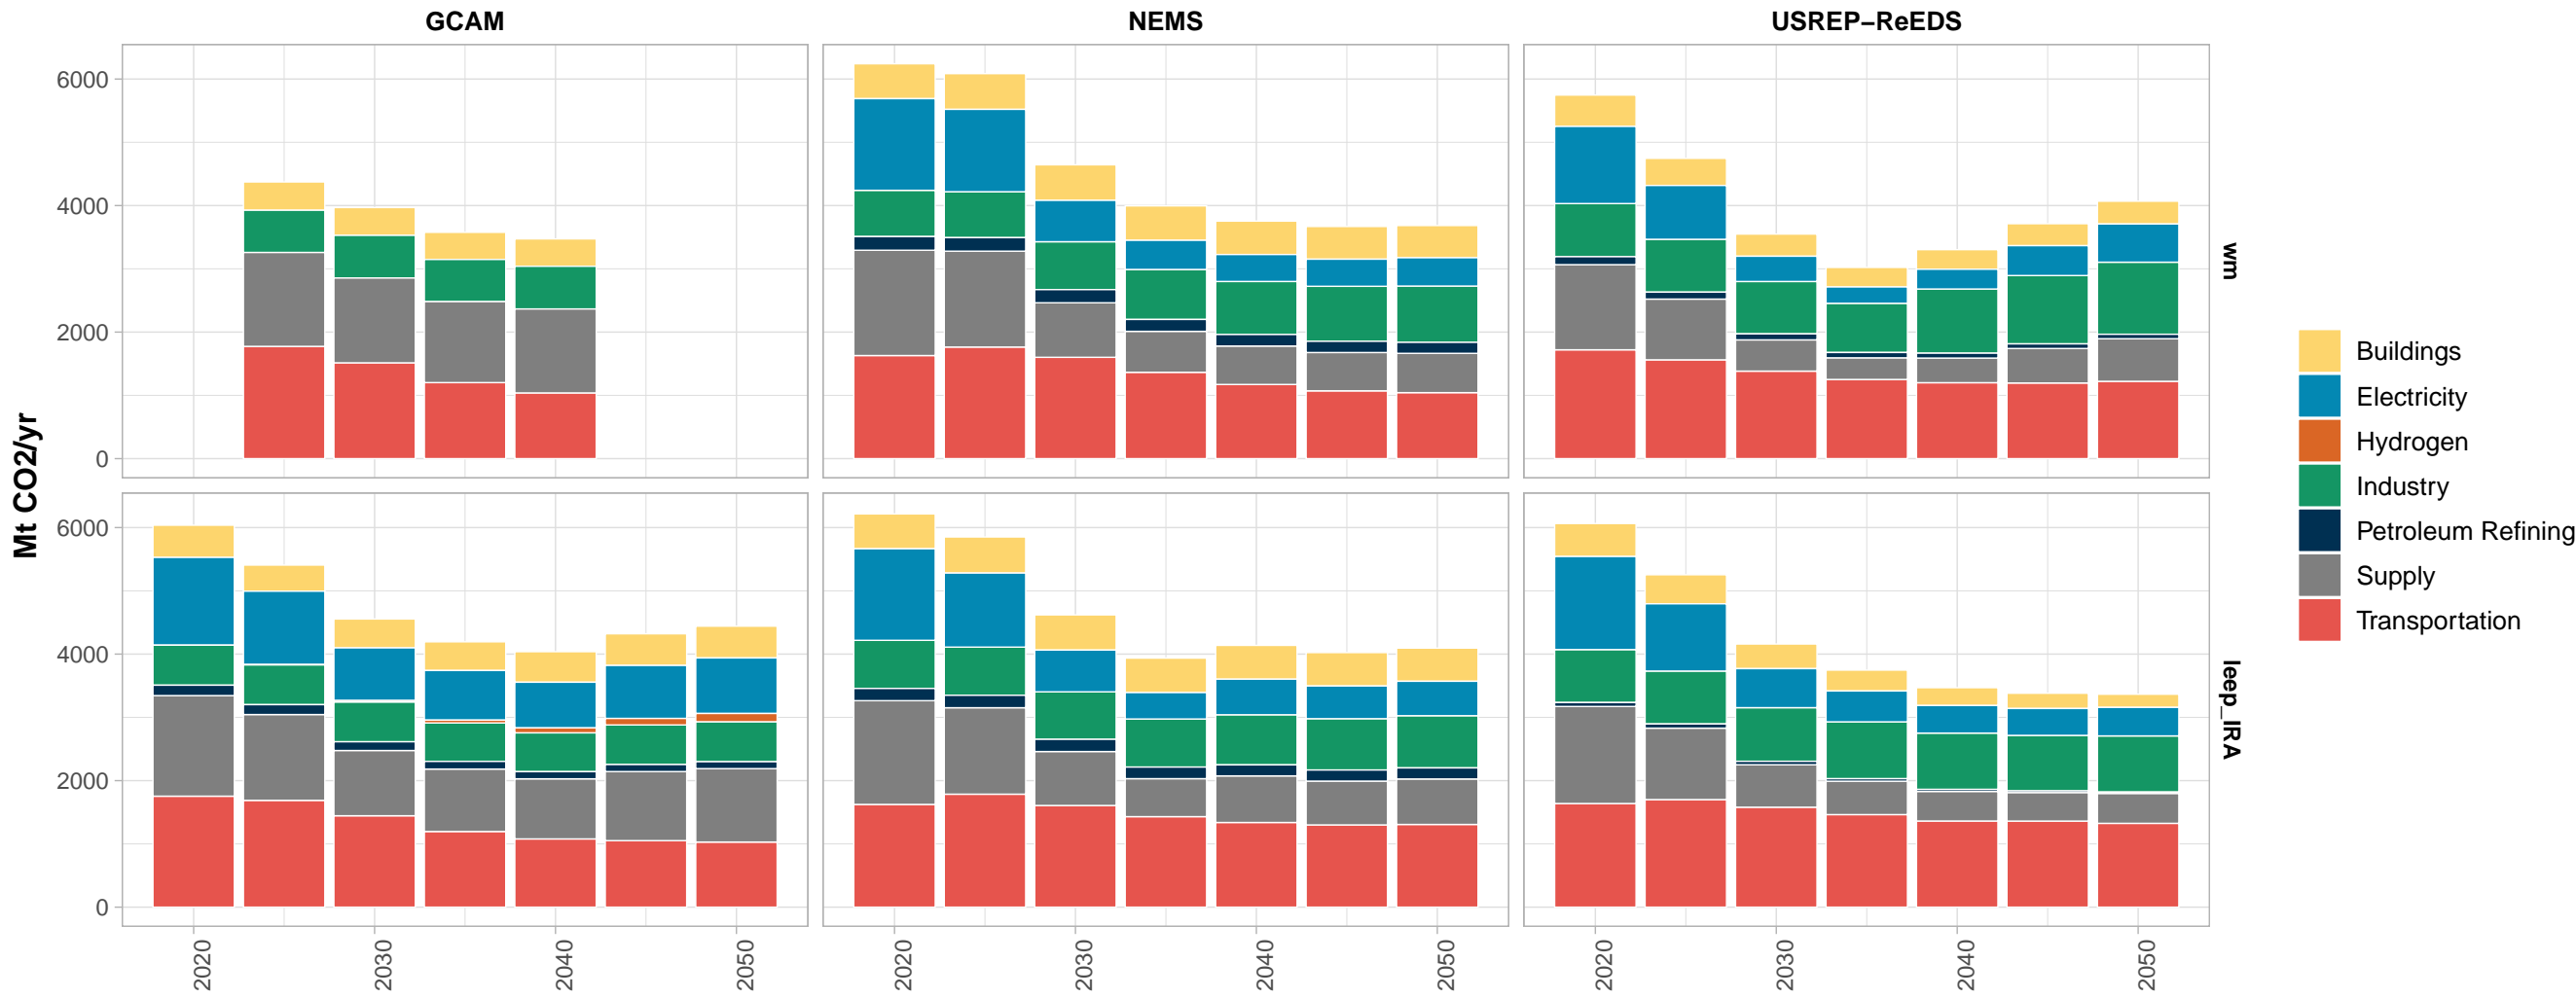 GCAM
NEMS
USREP−ReEDS
Mt CO2/yr
6000
4000
2000
0
wm
6000
4000
2000
0
leep_IRA
2020
2030
2040
2050
2020
2030
2040
2050
2020
2030
2040
2050
Buildings
Electricity
Hydrogen
Industry
Petroleum Refining
Supply
Transportation